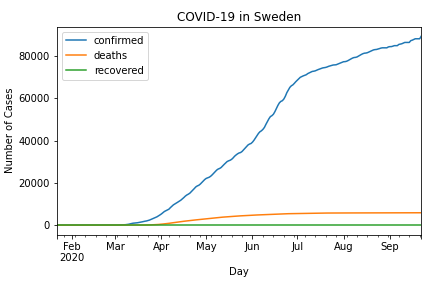 COVID-19 in Sweden
confirmed
deaths
recovered
Number of Cases
80000
60000
40000
20000
0
Feb Mar Apr May Jun Jul Aug Sep
2020
Day